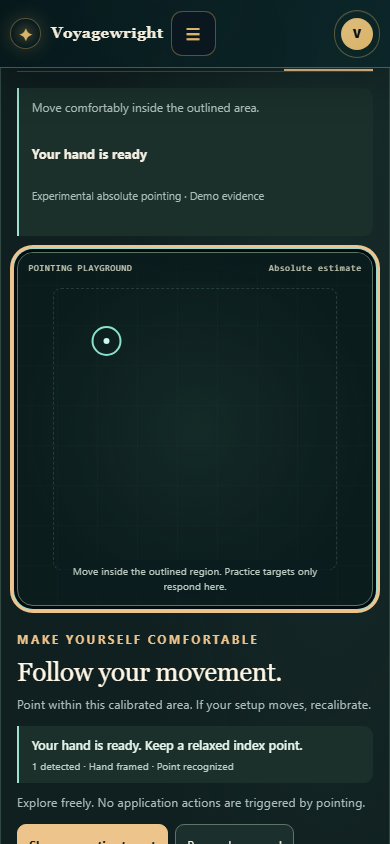 Voyagewright
V
Move comfortably inside the outlined area.
Your hand is ready
Experimental absolute pointing · Demo evidence
POINTING PLAYGROUND
Absolute estimate
Move inside the outlined region. Practice targets only
respond here.
MAKE YOURSELF COMFORTABLE
Follow your movement.
Point within this calibrated area. If your setup moves, recalibrate.
Your hand is ready. Keep a relaxed index point.
1 detected · Hand framed · Point recognized
Explore freely. No application actions are triggered by pointing.